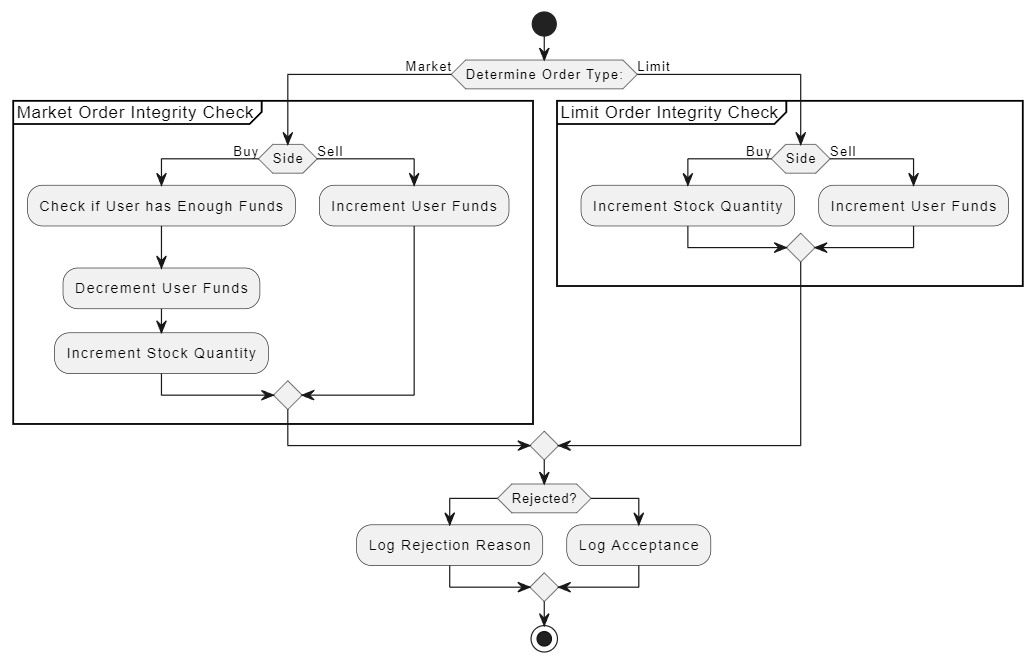 Market
Determine Order Type:
Limit
Market Order Integrity Check
Buy
Side
Sell
Check if User has Enough Funds
Increment User Funds
Decrement User Funds
Increment Stock Quantity
Limit Order Integrity Check
Buy
Side
Sell
Increment Stock Quantity
Increment User Funds
Rejected?
Log Rejection Reason
Log Acceptance